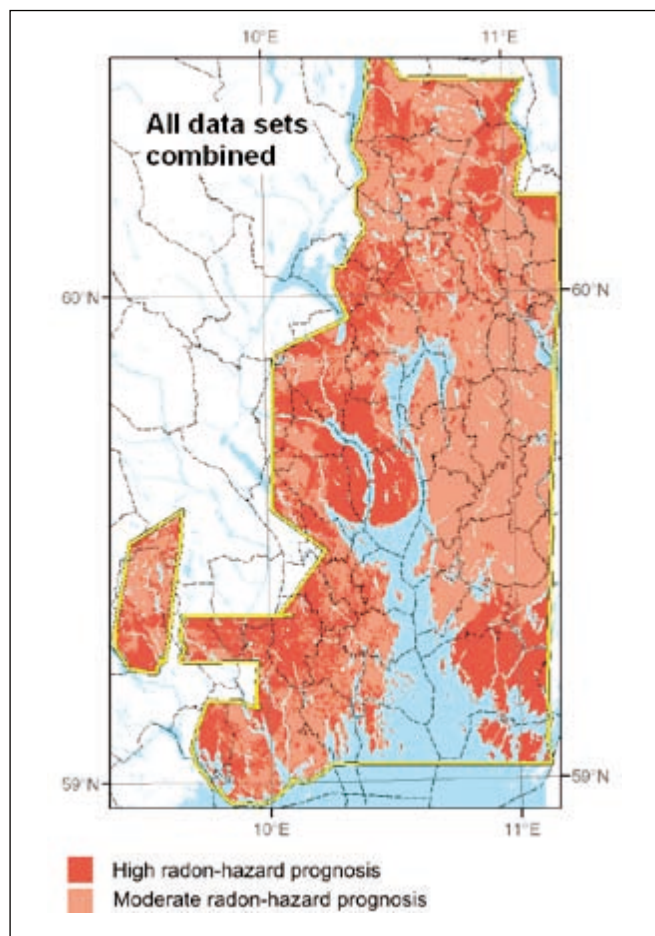 10°E 11°E
All data sets
combined
60°N 60°N
59°N 59°N
10°E 11°E
High radon-hazard prognosis
Moderate radon-hazard prognosis